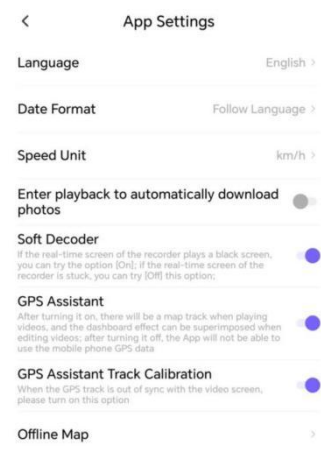 App Settings
Language English
Date Format Follow Language
Speed Unit km/h
Enter playback to automatically download
photos
Soft Decoder
If the real-time screen of the recorder plays a black screen,
you can try the option [On]; if the real-time screen of the
recorder is stuck, you can try [Off] this option;
GPS Assistant
After turning it on, there will be a map track when playing
videos, and the dashboard effect can be superimposed when
editing videos; after turning it off, the App will not be able to
use the mobile phone GPS data
GPS Assistant Track Calibration
When the GPS track is out of sync with the video screen,
please turn on this option
Offline Map